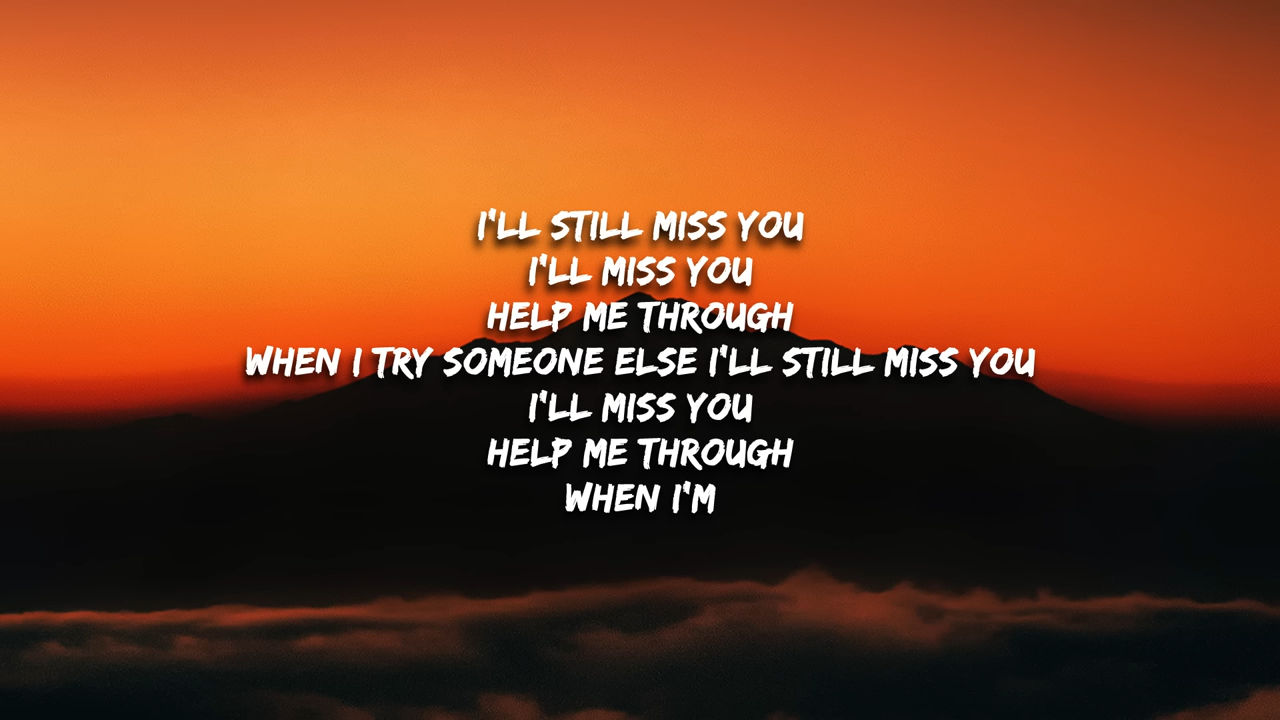 I'LL STILL MISS YOU
I'LL MISS YOU
HELP ME THROUGH
WHEN I TRY SOMEONE ELSE I'LL STILL MISS YOU
I'LL MISS YOU
HELP ME THROUGH
WHEN I'M